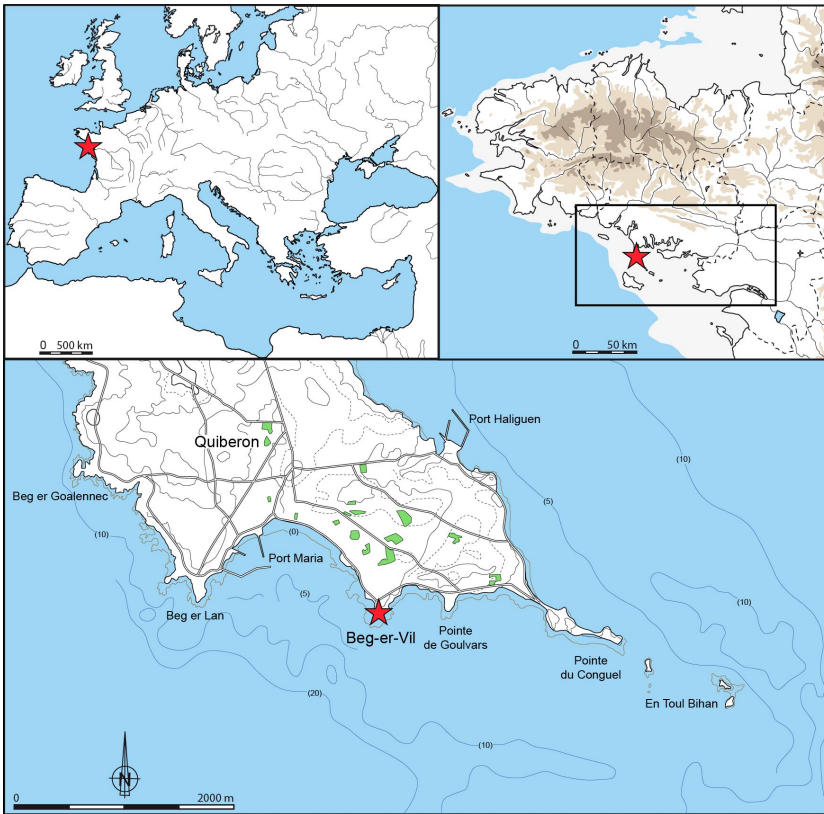 0 500 km
0 50 km
Port Haliguen
Quiberon
(10)
(5)
Beg er Goalennec
(10)
(0)
Port Maria
(5)
Beg er Lan
Beg-er-Vil
Pointe
de Goulvars
(10)
Pointe
du Conguel
En Toul Bihan
(20)
(10)
N
0 2000 m